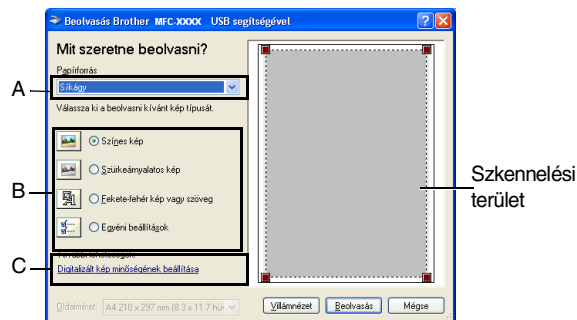 Beolvasás Brother MFC-XXXX USB segítségével
Mit szeretne beolvasni?
Papírforrás
A
Síkágy
Válassza ki a beolvasni kívánt kép típusát.
Színes kép
Szürkeárnyalatos kép
B
Fekete-fehér kép vagy szöveg
Egyéni beállítások
C
Digitalizált kép minőségének beállítása
Oldalméret: A4 210 x 297 mm (8.3 x 11.7 hüv
Villámnézet Beolvasás Mégse
Szkennelési
terület